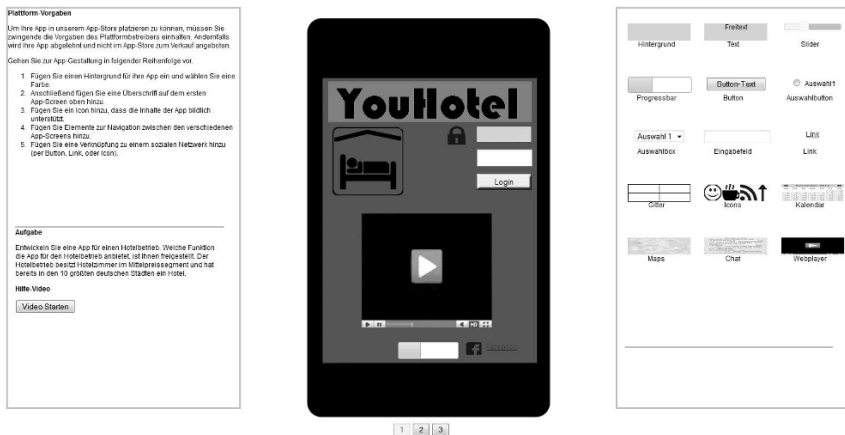 Plattform-Vorgaben
Um Ihre App in unserem App-Store platzieren zu können, müssen Sie
zwingende die Vorgaben des Plattformbetreibers einhalten. Andernfalls
wird Ihre App abgelehnt und nicht im App-Store zum Verkauf angeboten.
Gehen Sie zur App-Gestaltung in folgender Reihenfolge vor.
1. Fügen Sie einen Hintergrund für ihre App ein und wählen Sie eine
Farbe.
2. Anschließend fügen Sie eine Überschrift auf dem ersten
App-Screen oben hinzu.
3. Fügen Sie ein Icon hinzu, dass die Inhalte der App bildlich
unterstützt.
4. Fügen Sie Elemente zur Navigation zwischen den verschiedenen
App-Screens hinzu.
5. Fügen Sie eine Verknüpfung zu einem sozialen Netzwerk hinzu
(per Button, Link, oder Icon).
Aufgabe
Entwickeln Sie eine App für einen Hotelbetrieb. Welche Funktion
die App für den Hotelbetrieb anbietet, ist Ihnen freigestellt. Der
Hotelbetrieb besitzt Hotelzimmer im Mittelpreissegment und hat
bereits in den 10 größten deutschen Städten ein Hotel.
Hilfe-Video
Video Starten
YouHotel
Login
HD
Facebook
1 2 3
Freitext
Hintergrund Text Slider
Button-Text Auswahl1
Progressbar Button Auswahlbutton
Auswahl 1 Link
Auswahlbox Eingabefeld Link
Gitter Icons Kalendar
Maps Chat Webplayer